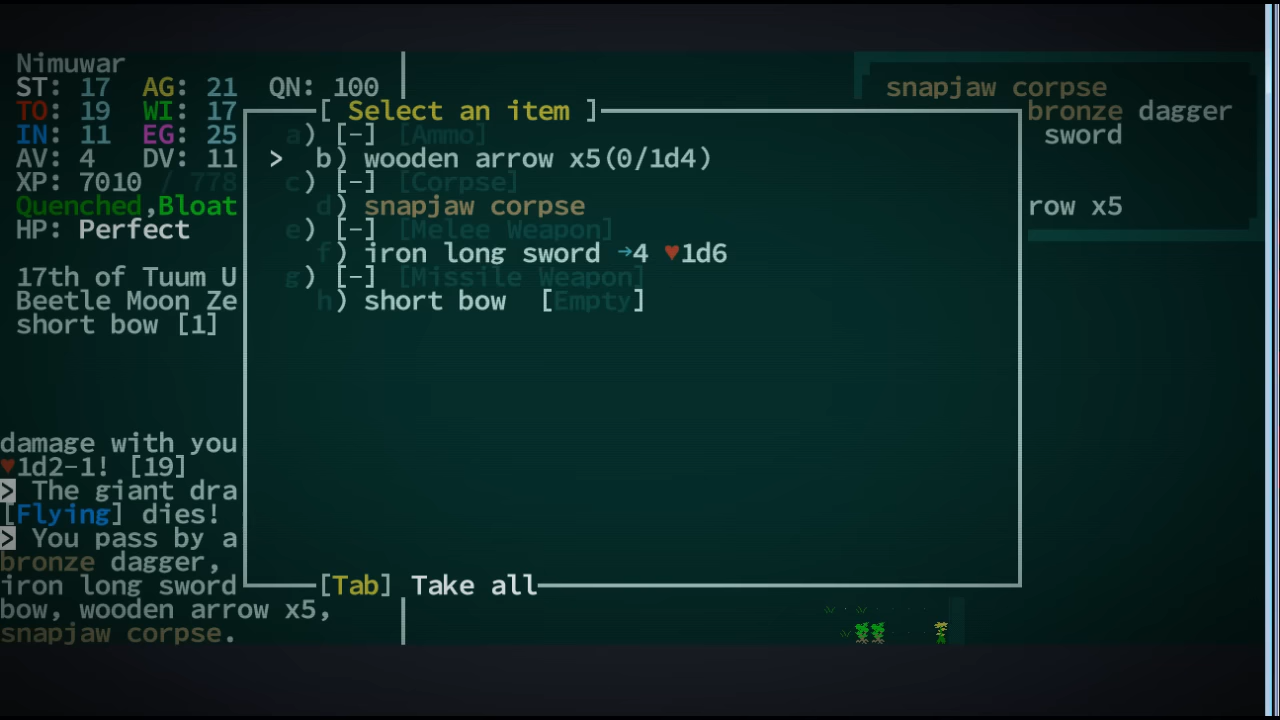 Nimuwar
ST: 17 AG: 21 QN: 100
TO: 19 WI: 17
IN: 11 EG: 25
AV: 4 DV: 11
XP: 7010 / 778
Quenched,Bloat
HP: Perfect
17th of Tuum U
Beetle Moon Ze
short bow [1]
damage with you
♥1d2-1! [19]
> The giant dra
[Flying] dies!
> You pass by a
bronze dagger,
iron long sword
bow, wooden arrow x5,
snapjaw corpse.
[ Select an item ]
a) [-] [Ammo]
> b) wooden arrow x5(0/1d4)
c) [-] [Corpse]
d) snapjaw corpse
e) [-] [Melee Weapon]
f) iron long sword →4 ♥1d6
g) [-] [Missile Weapon]
h) short bow [Empty]
[Tab] Take all
snapjaw corpse
bronze dagger
sword
row x5